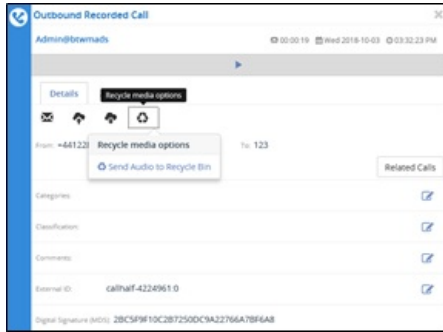 Outbound Recorded Call
Admin@btwmads 00:00:19 Wed 2018-10-03 03:32:23 PM
Details Recycle media options
From: +44122 Recycle media options To: 123
Send Audio to Recycle Bin
Related Calls
Categories:
Classification:
Comments:
External ID: callhalf-4224961:0
Digital Signature (MD5): 2BC5F9F10C2B7250DC9A22766A7BF6A8